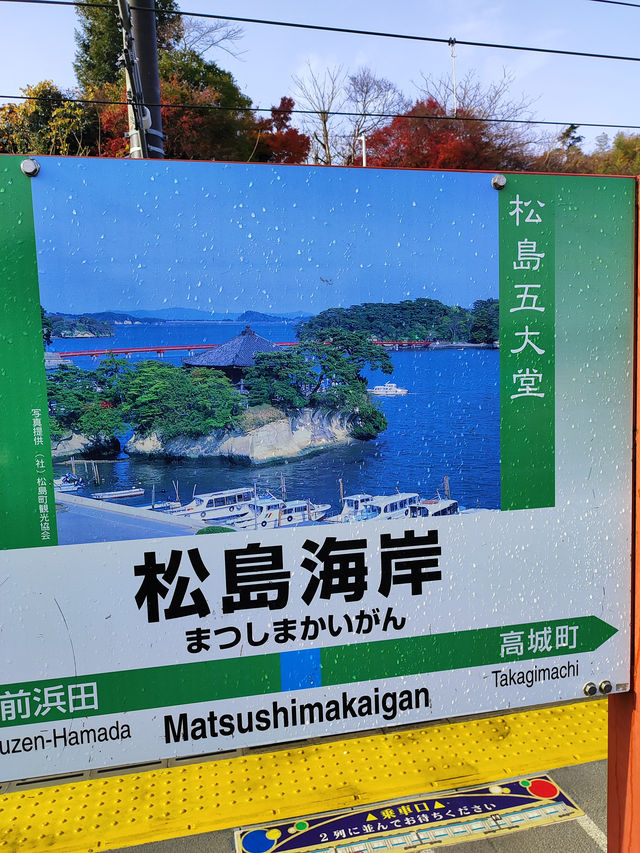 松島五大堂
写真提供 (社)松島町観光協会
松島海岸
まつしまかいがん
前浜田
高城町
uzen-Hamada
Matsushimakaigan
Takagimachi
▲乗車口▲
2列に並んでお待ちください